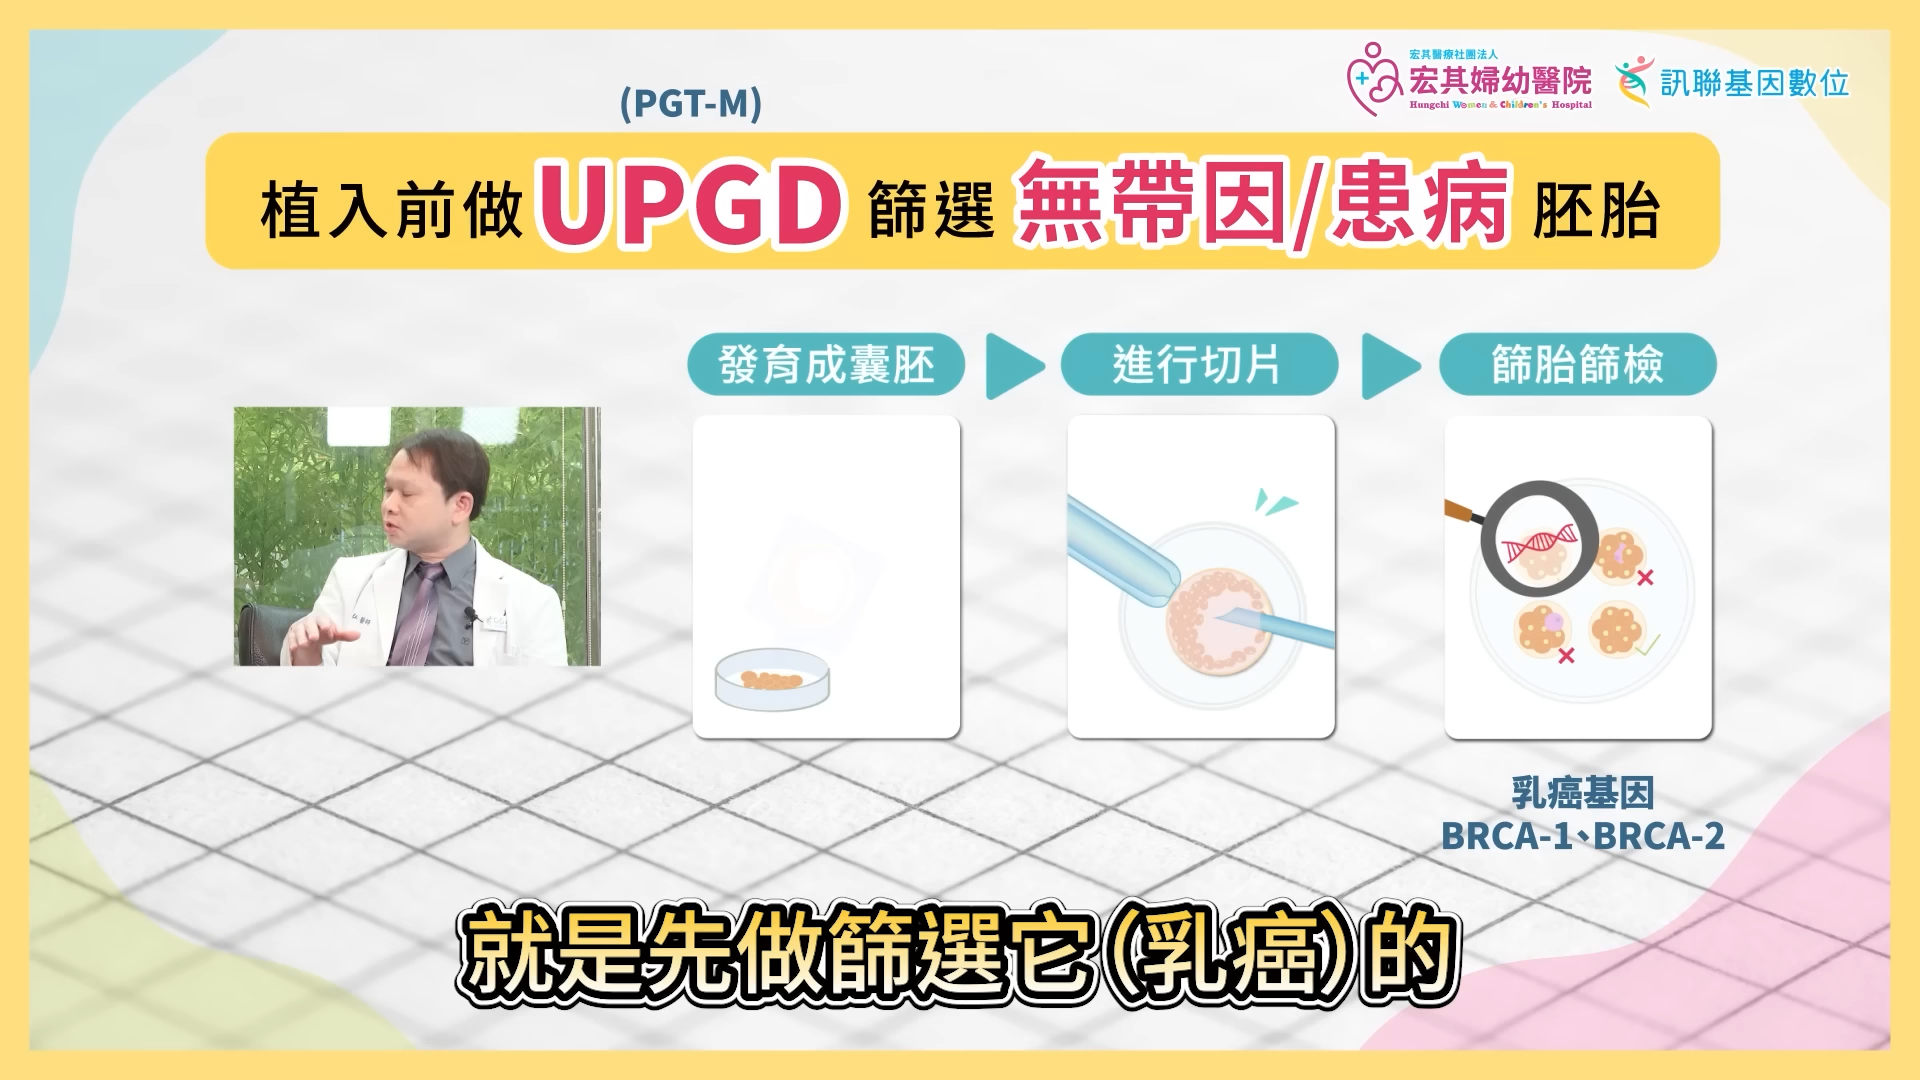 宏其醫療社團法人
宏其婦幼醫院
Hungchi Women & Children's Hospital
訊聯基因數位
(PGT-M)
植入前做UPGD篩選 無帶因/患病 胚胎
發育成囊胚
進行切片
篩胎篩檢
乳癌基因
BRCA-1、BRCA-2
就是先做篩選它(乳癌)的